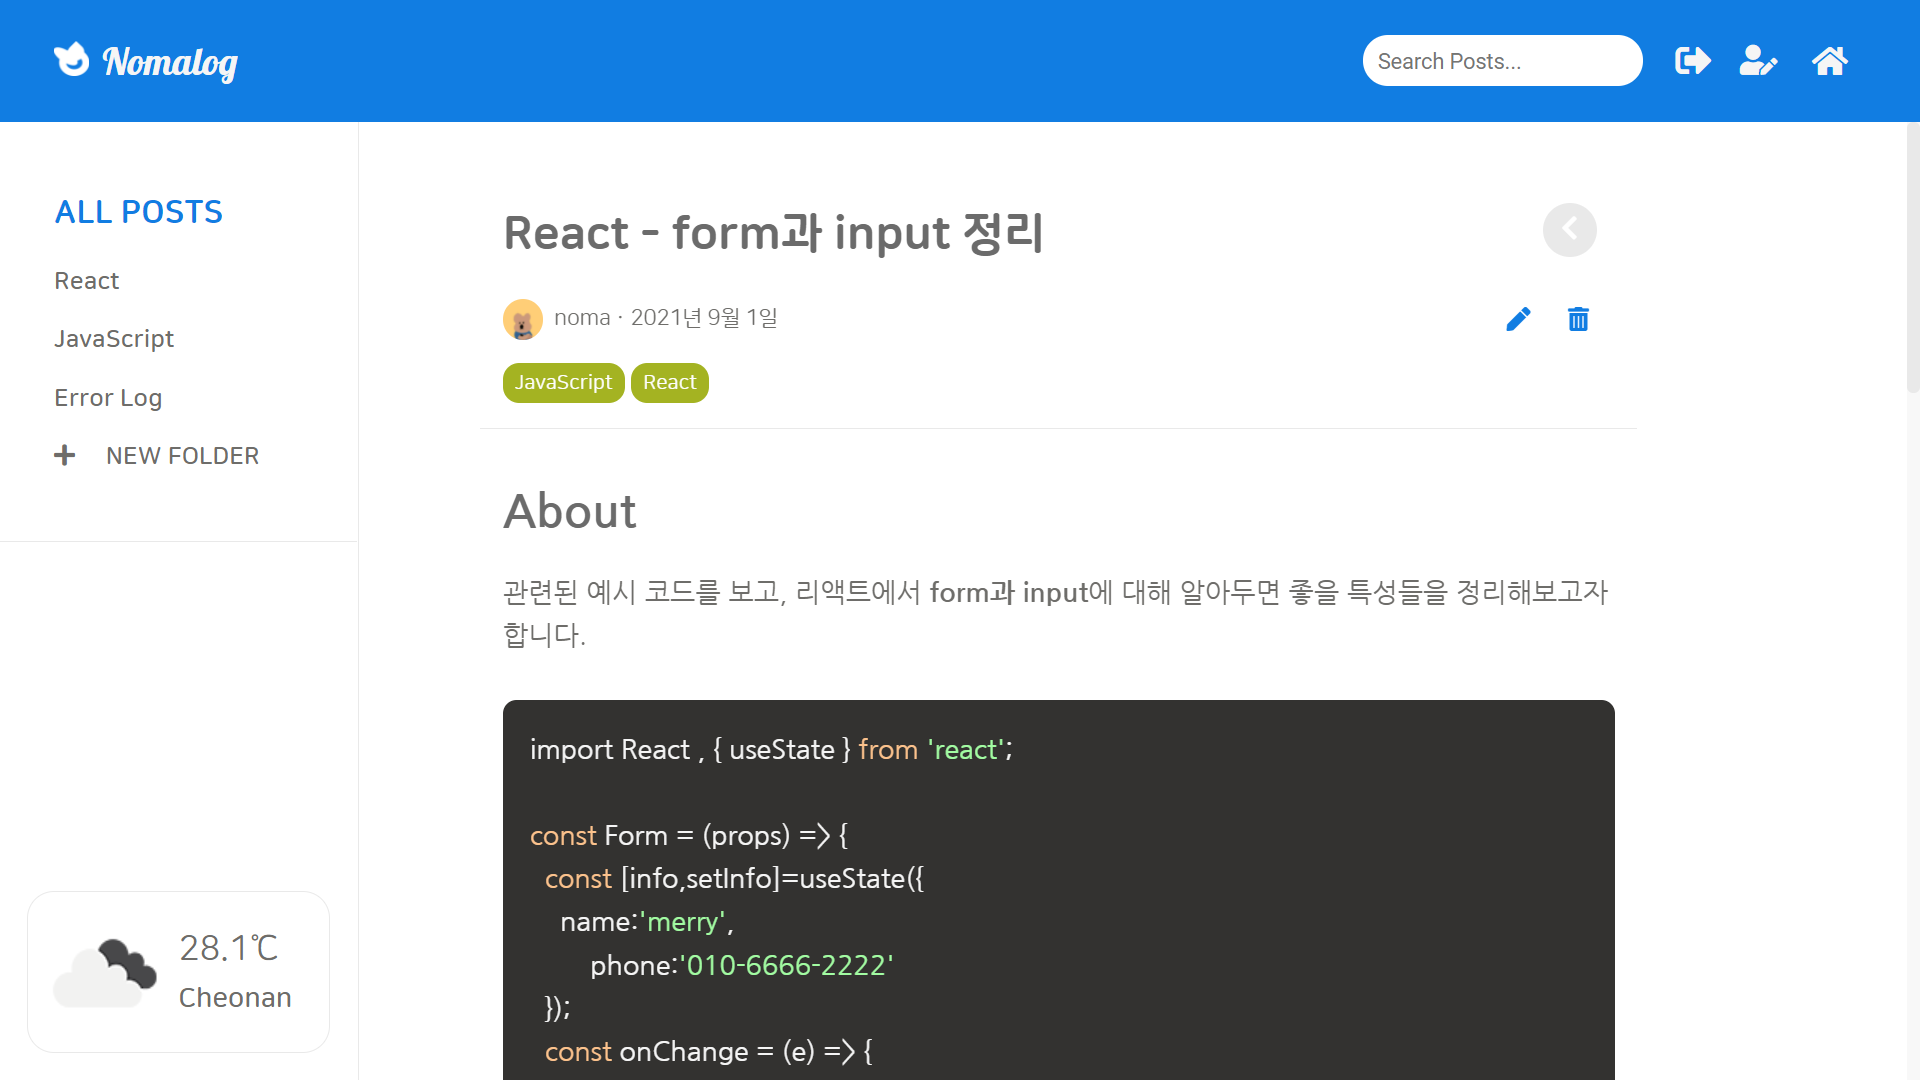 Nomalog
Search Posts...
ALL POSTS
React
JavaScript
Error Log
NEW FOLDER
28.1℃
Cheonan
React - form과 input 정리
noma · 2021년 9월 1일
JavaScript React
About
관련된 예시 코드를 보고, 리액트에서 form과 input에 대해 알아두면 좋을 특성들을 정리해보고자
합니다.
import React , { useState } from 'react';
const Form = (props) => {
const [info,setInfo]=useState({
name:'merry',
phone:'010-6666-2222'
});
const onChange = (e) => {